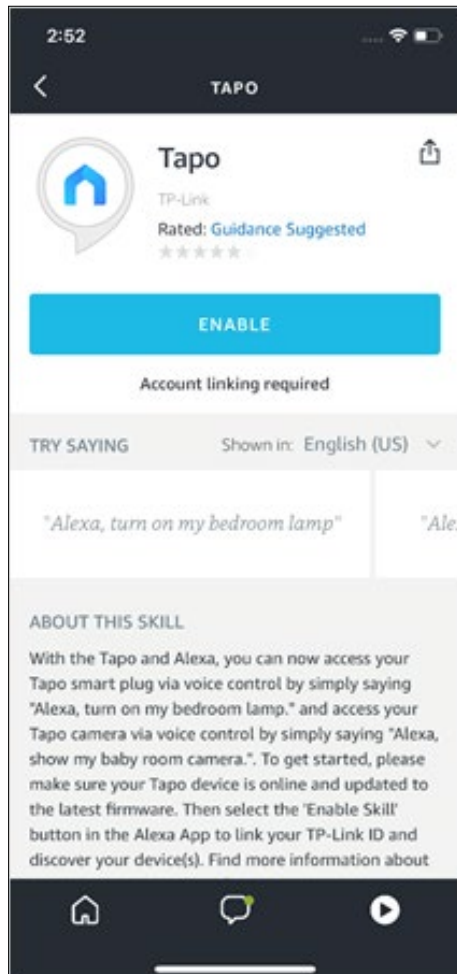 2:52
TAPO
Tapo
TP-Link
Rated: Guidance Suggested
ENABLE
Account linking required
TRY SAYING
Shown in: English (US)
"Alexa, turn on my bedroom lamp"
"Ale
ABOUT THIS SKILL
With the Tapo and Alexa, you can now access your
Tapo smart plug via voice control by simply saying
"Alexa, turn on my bedroom lamp." and access your
Tapo camera via voice control by simply saying "Alexa,
show my baby room camera.". To get started, please
make sure your Tapo device is online and updated to
the latest firmware. Then select the 'Enable Skill'
button in the Alexa App to link your TP-Link ID and
discover your device(s). Find more information about